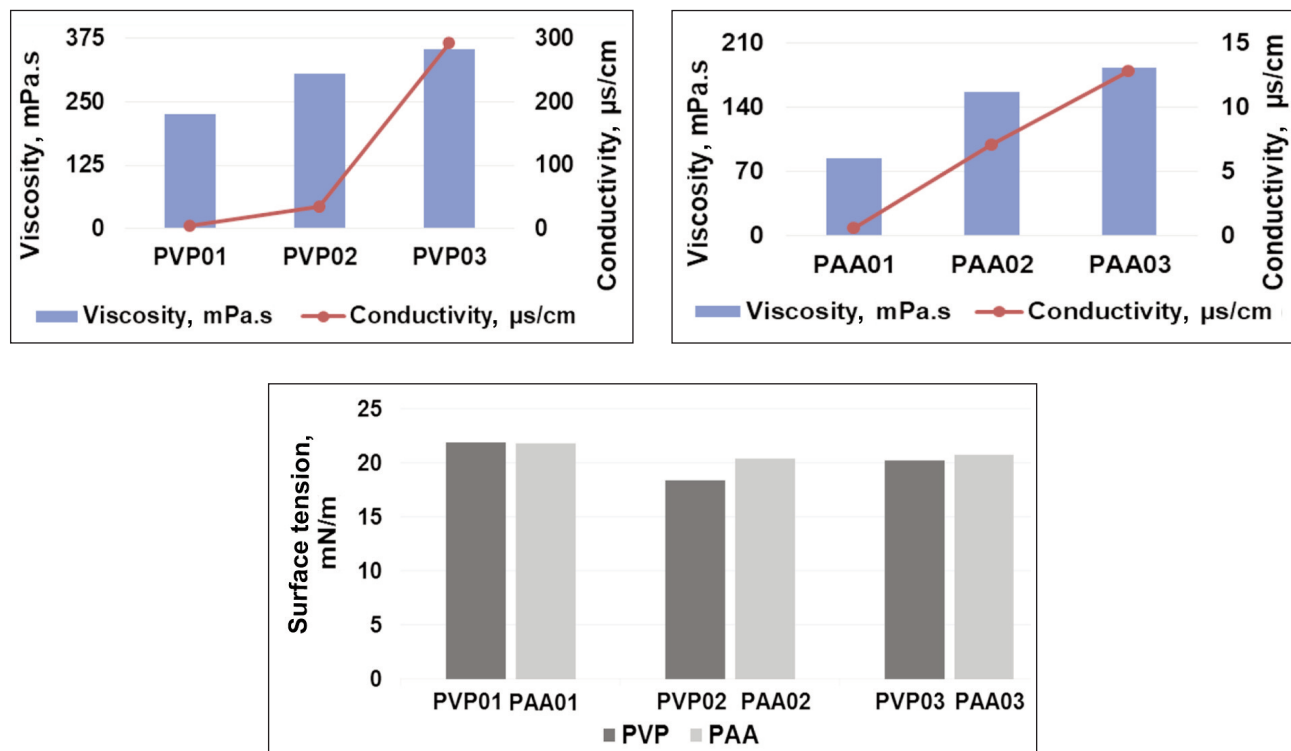 Viscosity, mPa.s
375
250
125
0
300
200
100
0
Conductivity, µs/cm
PVP01 PVP02 PVP03
Viscosity, mPa.s Conductivity, µs/cm
Viscosity, mPa.s
210
140
70
0
15
10
5
0
Conductivity, µs/cm
PAA01 PAA02 PAA03
Viscosity, mPa.s Conductivity, µs/cm
Surface tension,
mN/m
25
20
15
10
5
0
PVP01 PAA01 PVP02 PAA02 PVP03 PAA03
PVP PAA